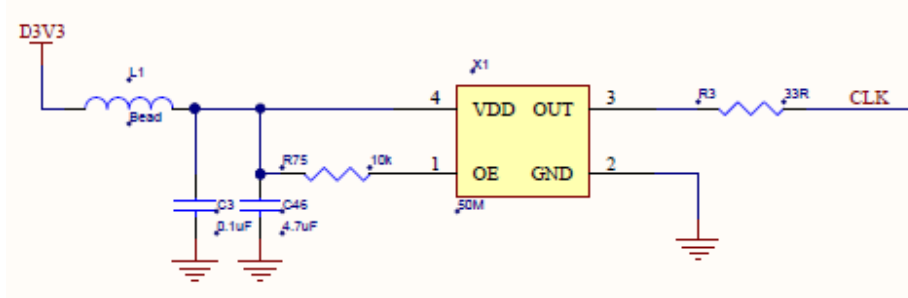 D3V3
L1
Bead
X1
4 VDD OUT 3
R3 33R CLK
R75 10k 1 OE GND 2
50M
C3
0.1uF
C46
4.7uF